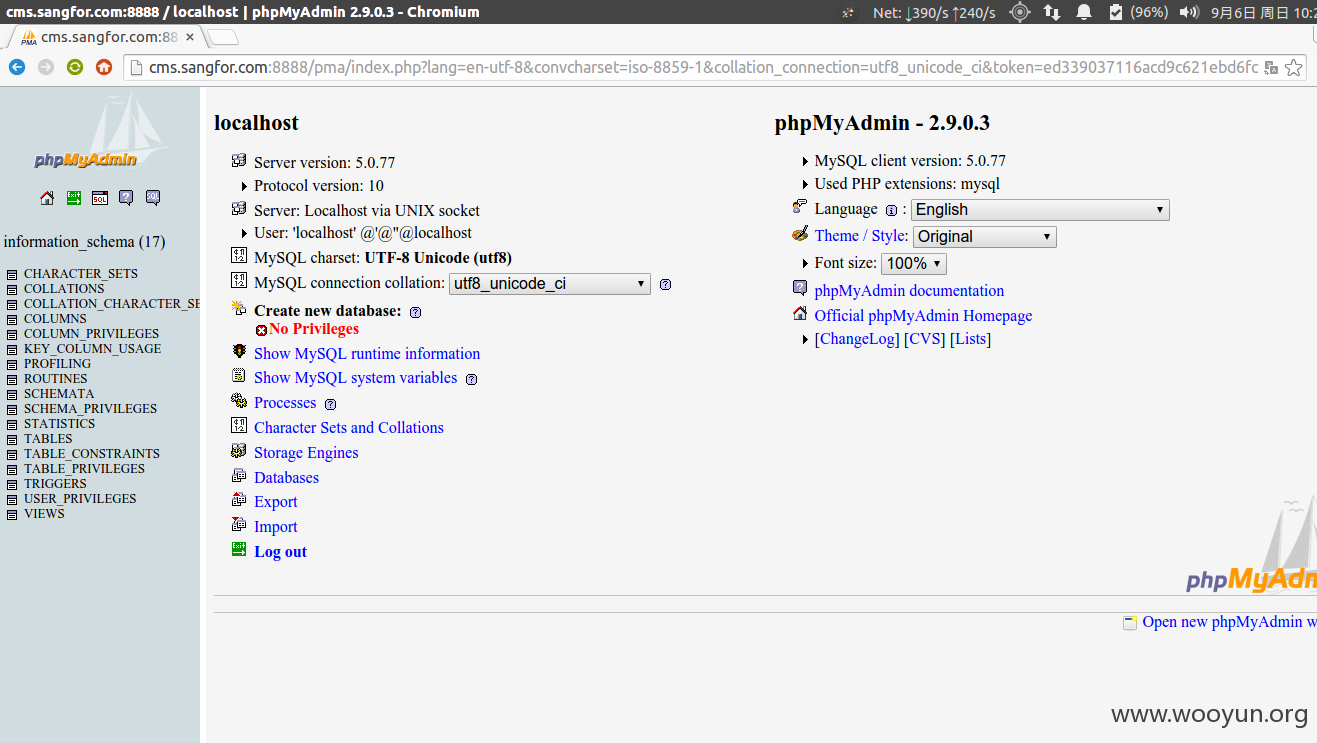 cms.sangfor.com:8888 / localhost | phpMyAdmin 2.9.0.3 - Chromium
Net: ↓390/s ↑240/s
(96%)
9月6日 周日 10:2
cms.sangfor.com:88
cms.sangfor.com:8888/pma/index.php?lang=en-utf-8&convcharset=iso-8859-1&collation_connection=utf8_unicode_ci&token=ed339037116acd9c621ebd6fc
phpMyAdmin
information_schema (17)
CHARACTER_SETS
COLLATIONS
COLLATION_CHARACTER_SE
COLUMNS
COLUMN_PRIVILEGES
KEY_COLUMN_USAGE
PROFILING
ROUTINES
SCHEMATA
SCHEMA_PRIVILEGES
STATISTICS
TABLES
TABLE_CONSTRAINTS
TABLE_PRIVILEGES
TRIGGERS
USER_PRIVILEGES
VIEWS
localhost
Server version: 5.0.77
Protocol version: 10
Server: Localhost via UNIX socket
User: 'localhost' @'@''@localhost
MySQL charset: UTF-8 Unicode (utf8)
MySQL connection collation: utf8_unicode_ci
Create new database:
No Privileges
Show MySQL runtime information
Show MySQL system variables
Processes
Character Sets and Collations
Storage Engines
Databases
Export
Import
Log out
phpMyAdmin - 2.9.0.3
MySQL client version: 5.0.77
Used PHP extensions: mysql
Language : English
Theme / Style: Original
Font size: 100%
phpMyAdmin documentation
Official phpMyAdmin Homepage
[ChangeLog] [CVS] [Lists]
phpMyAdm
Open new phpMyAdmin w
www.wooyun.org